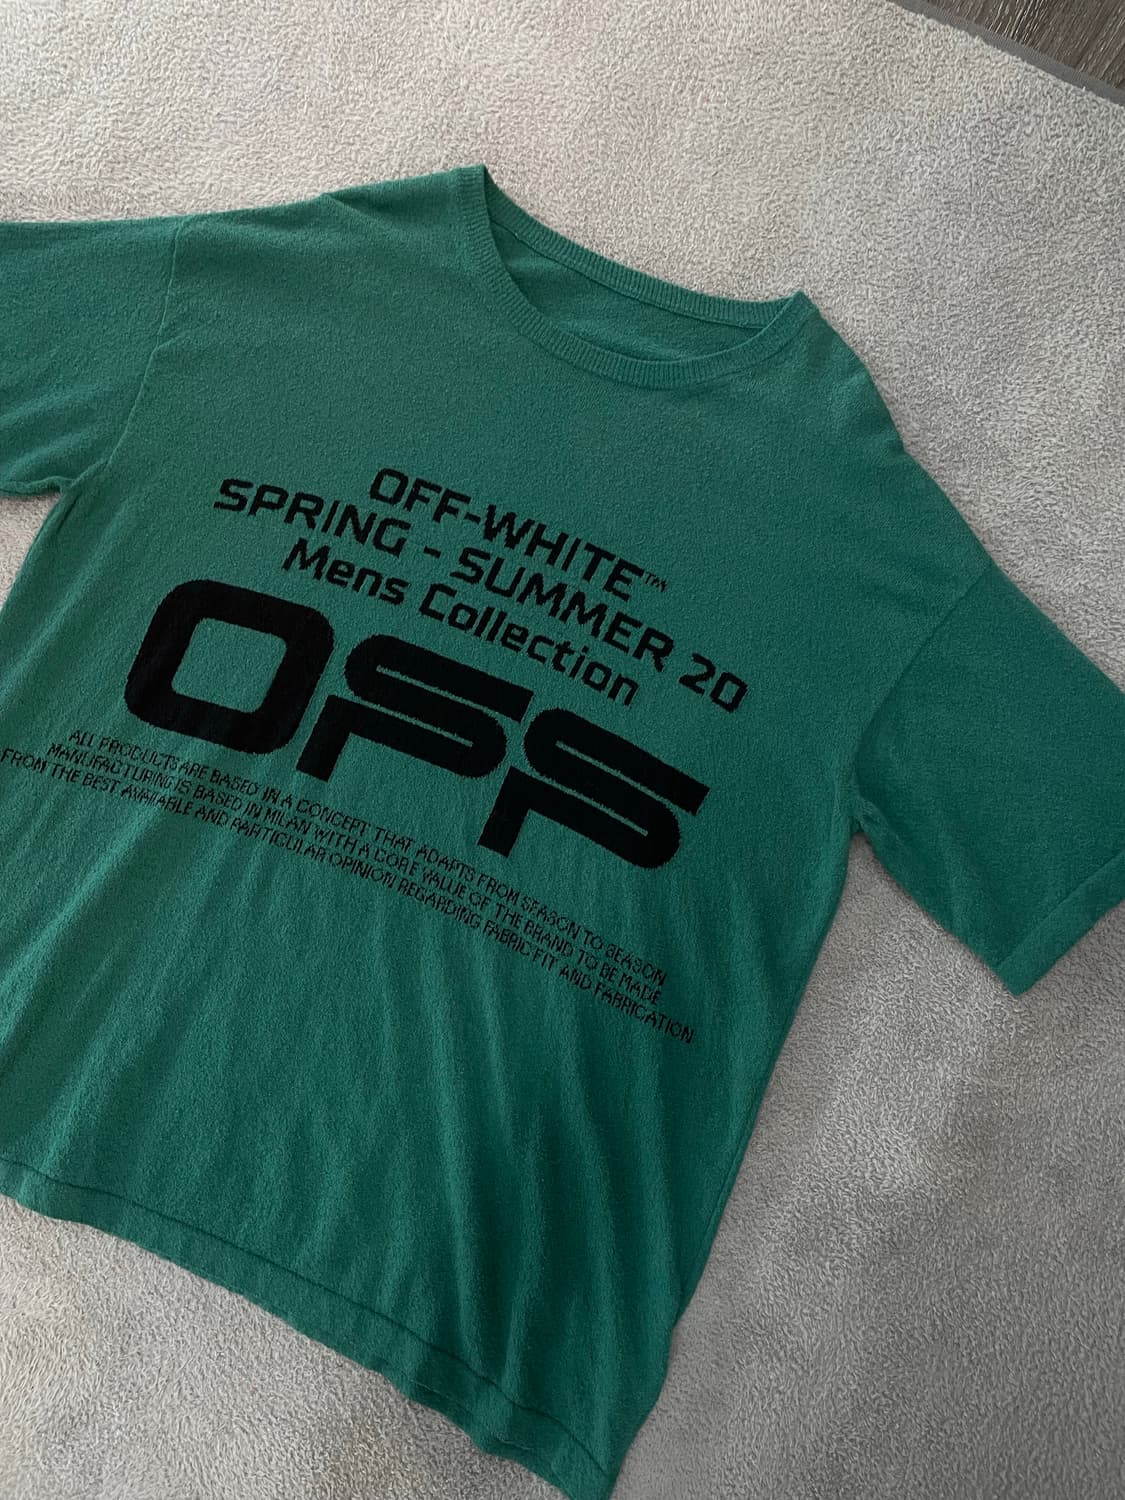 OFF-WHITE™
SPRING - SUMMER 20
Mens Collection
OFF
ALL PRODUCTS ARE BASED IN A CONCEPT THAT ADAPTS FROM SEASON TO SEASON
MANUFACTURING IS BASED IN MILAN WITH A CORE VALUE OF THE BRAND TO BE MADE
FROM THE BEST AVAILABLE AND PARTICULAR OPINION REGARDING FABRIC FIT AND FABRICATION